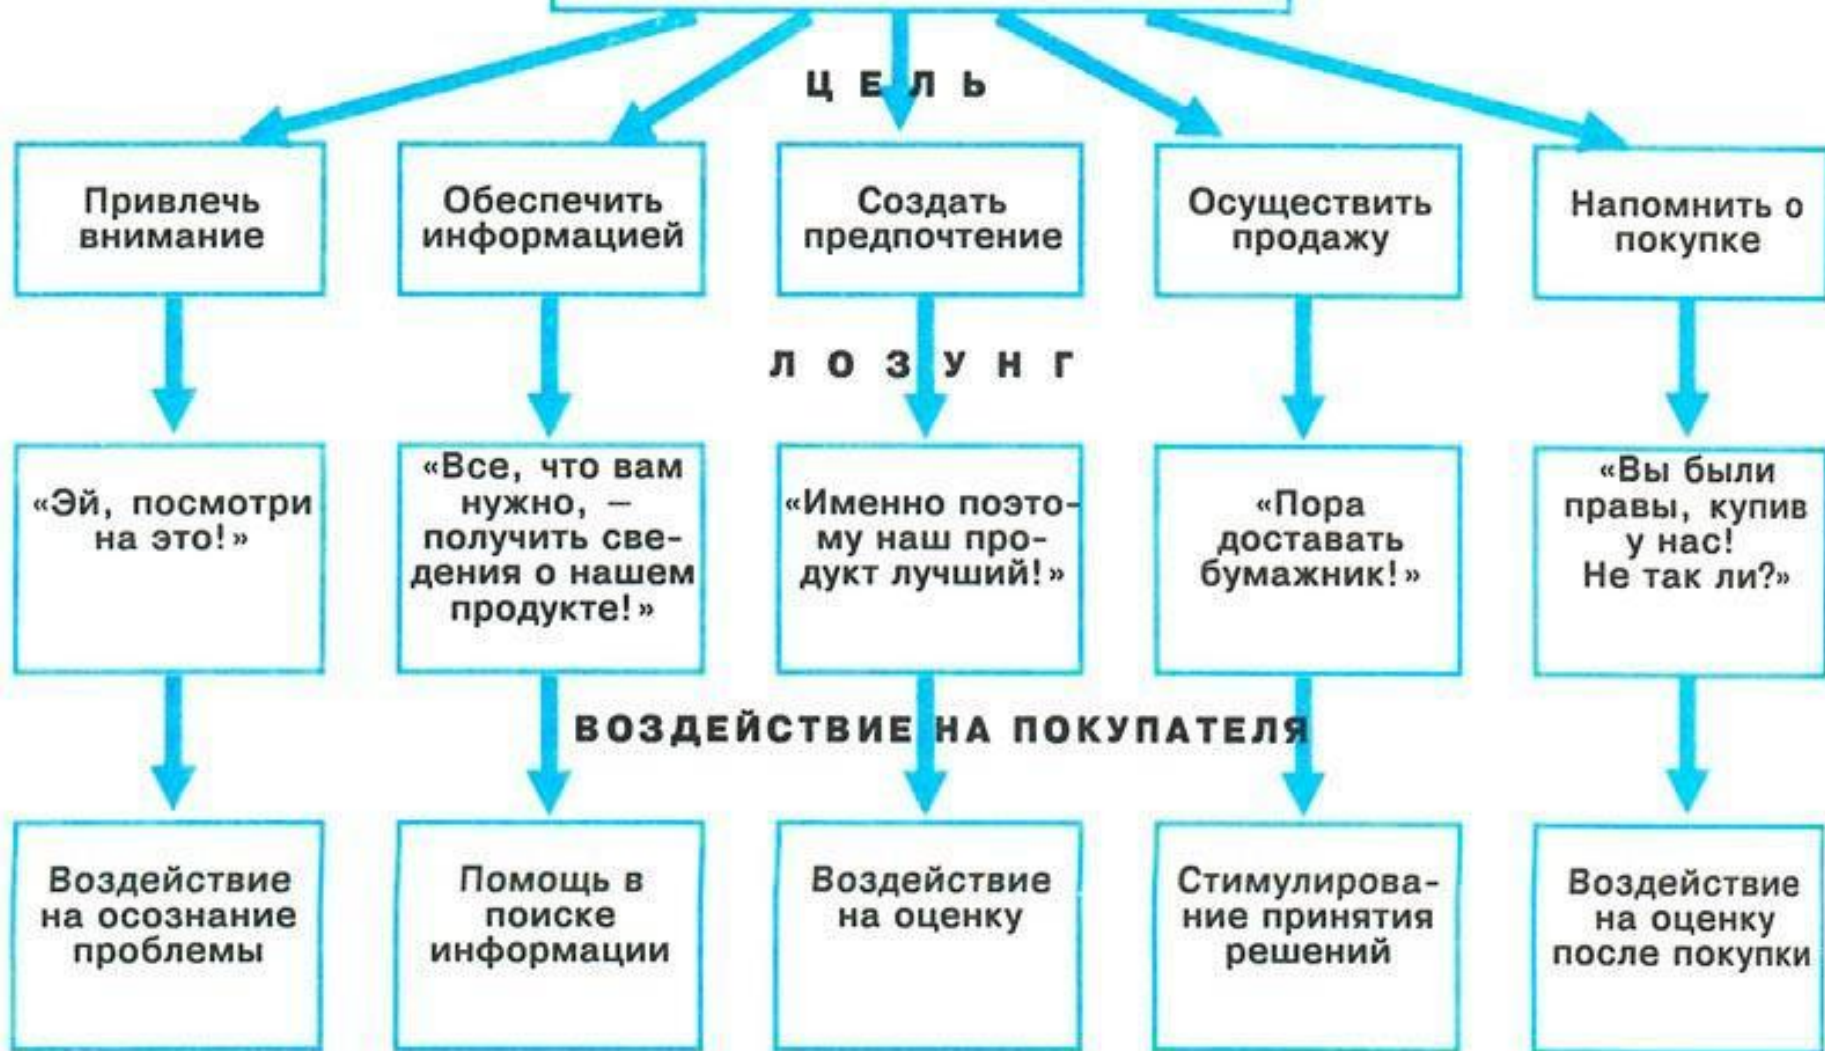 ЦЕЛЬ
Привлечь
внимание
Обеспечить
информацией
Создать
предпочтение
Осуществить
продажу
Напомнить о
покупке
ЛОЗУНГ
«Эй, посмотри
на это!»
«Все, что вам
нужно, —
получить све-
дения о нашем
продукте!»
«Именно поэто-
му наш про-
дукт лучший!»
«Пора
доставать
бумажник!»
«Вы были
правы, купив
у нас!
Не так ли?»
ВОЗДЕЙСТВИЕ НА ПОКУПАТЕЛЯ
Воздействие
на осознание
проблемы
Помощь в
поиске
информации
Воздействие
на оценку
Стимулирова-
ние принятия
решений
Воздействие
на оценку
после покупки